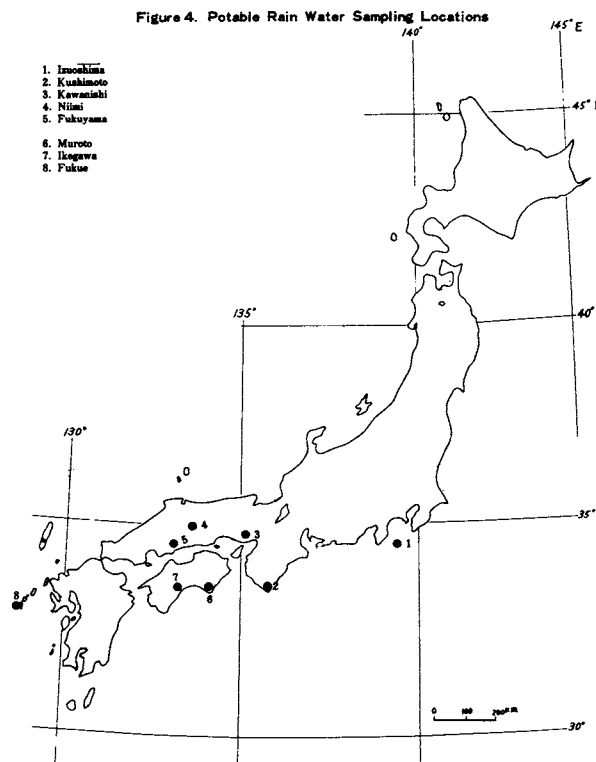 Figure 4. Potable Rain Water Sampling Locations
140°
145° E
1. Izuoshima
2. Kushimoto
3. Kawanishi
4. Niimi
5. Fukuyama
6. Muroto
7. Ikegawa
8. Fukue
45°
135°
40°
130°
35°
4
3
5
1
7
6
2
8
0 100 200KM
30°